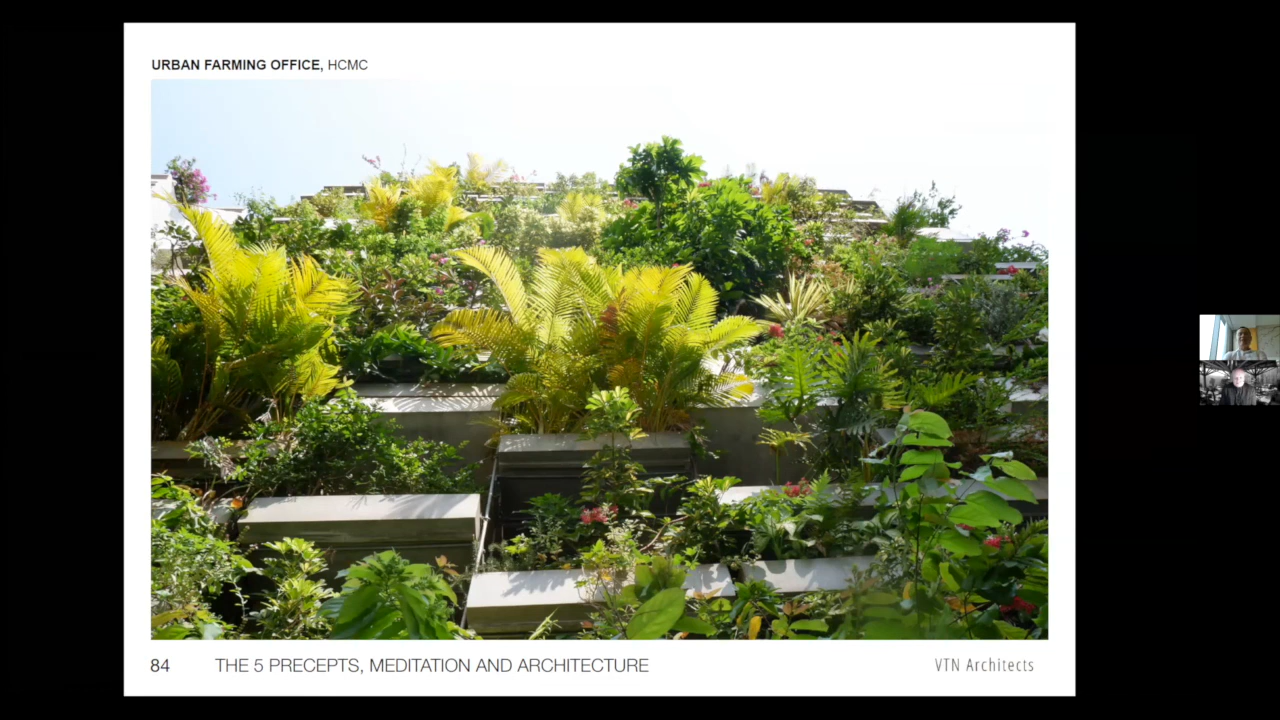 URBAN FARMING OFFICE, HCMC
84 THE 5 PRECEPTS, MEDITATION AND ARCHITECTURE VTN Architects